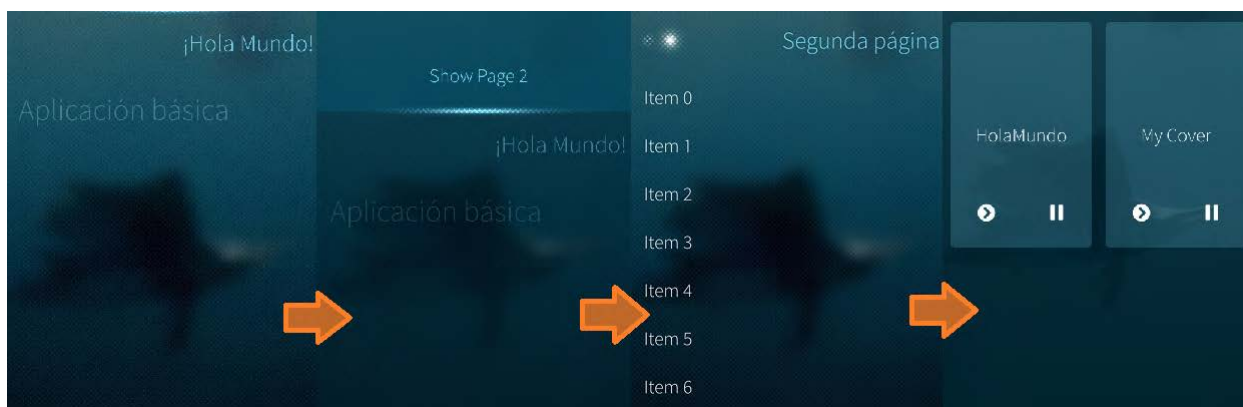 ¡Hola Mundo!
Aplicación básica
Show Page 2
¡Hola Mundo!
Aplicación básica
Segunda página
Item 0
Item 1
Item 2
Item 3
Item 4
Item 5
Item 6
HolaMundo
My Cover